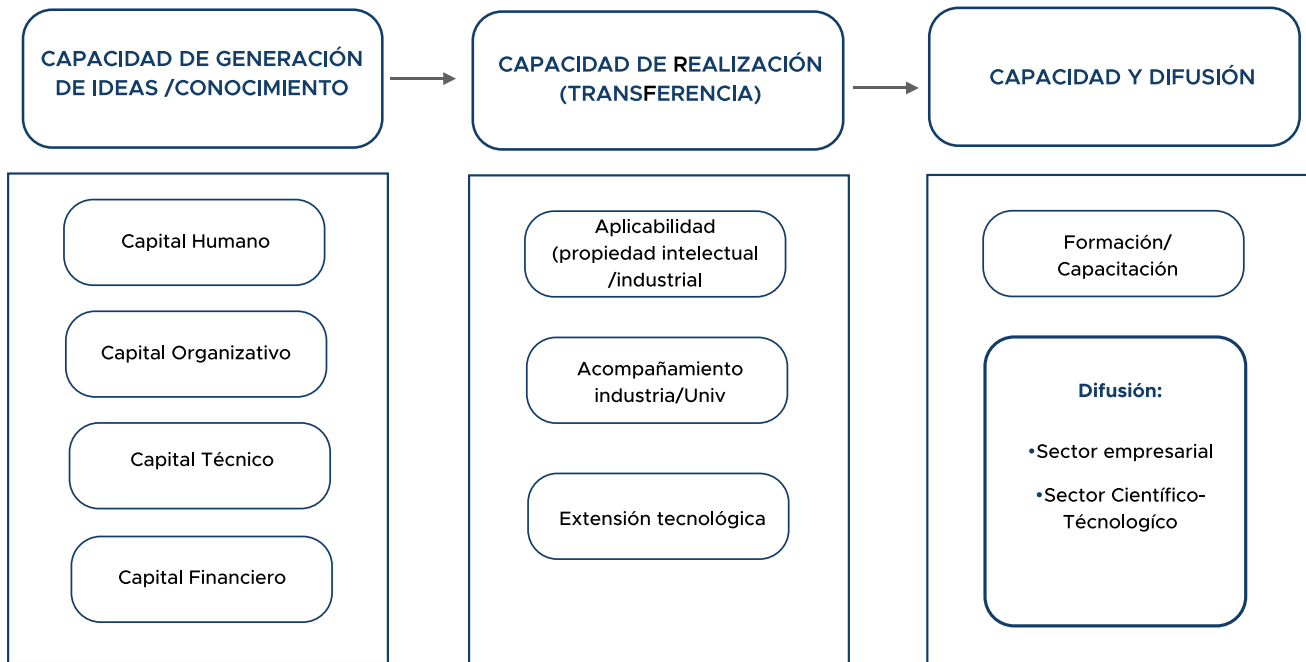 CAPACIDAD DE GENERACIÓN
DE IDEAS /CONOCIMIENTO
CAPACIDAD DE REALIZACIÓN
(TRANSFERENCIA)
CAPACIDAD Y DIFUSIÓN
Capital Humano
Capital Organizativo
Capital Técnico
Capital Financiero
Aplicabilidad
(propiedad intelectual
/industrial
Acompañamiento
industria/Univ
Extensión tecnológica
Formación/
Capacitación
Difusión:
•Sector empresarial
•Sector Científico-
Técnologíco